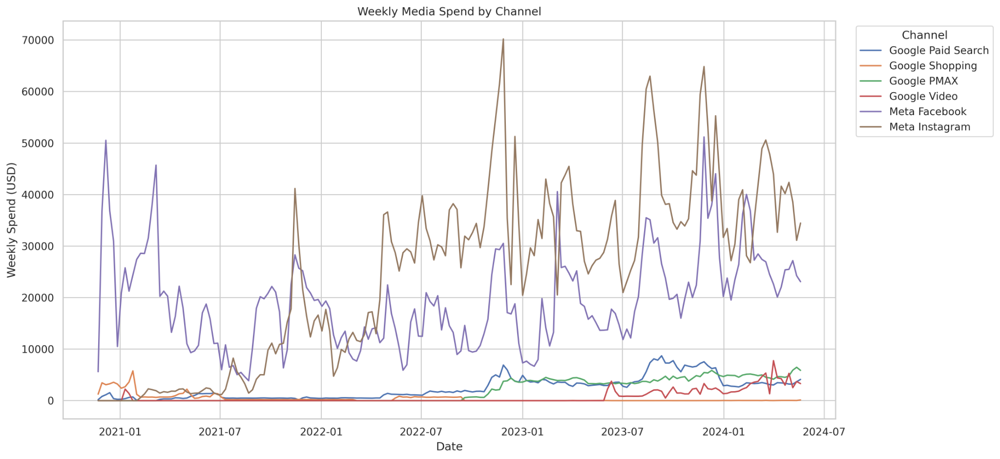 Weekly Media Spend by Channel
Weekly Spend (USD)
70000
60000
50000
40000
30000
20000
10000
0
2021-01
2021-07
2022-01
2022-07
2023-01
2023-07
2024-01
2024-07
Date
Channel
Google Paid Search
Google Shopping
Google PMAX
Google Video
Meta Facebook
Meta Instagram